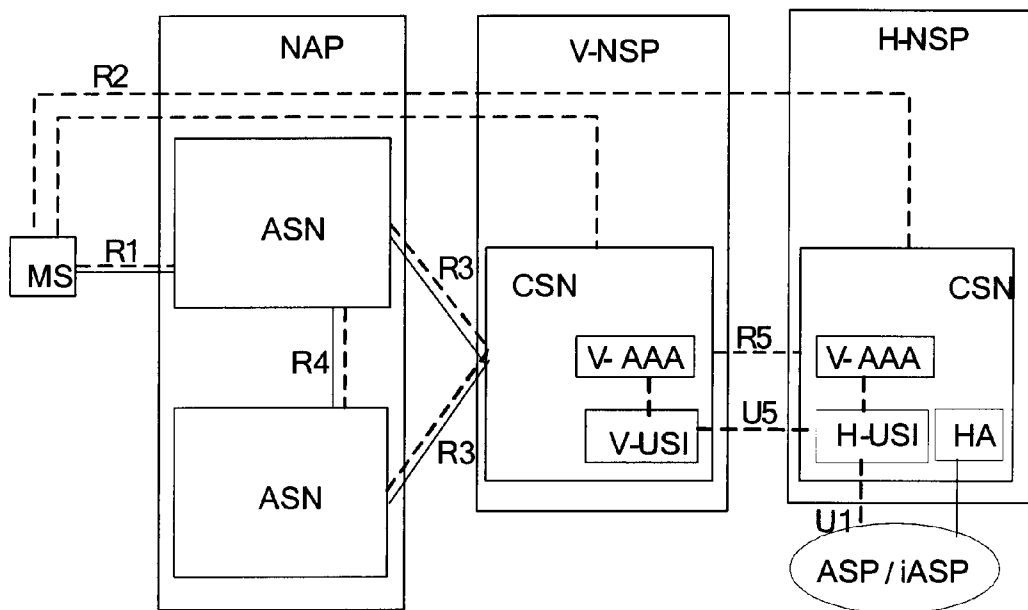 NAP
V-NSP
H-NSP
R2
ASN
MS
R1
R3
CSN
CSN
R4
V- AAA
R5
V- AAA
V-USI
U5
H-USI
HA
R3
ASN
U1
ASP / iASP